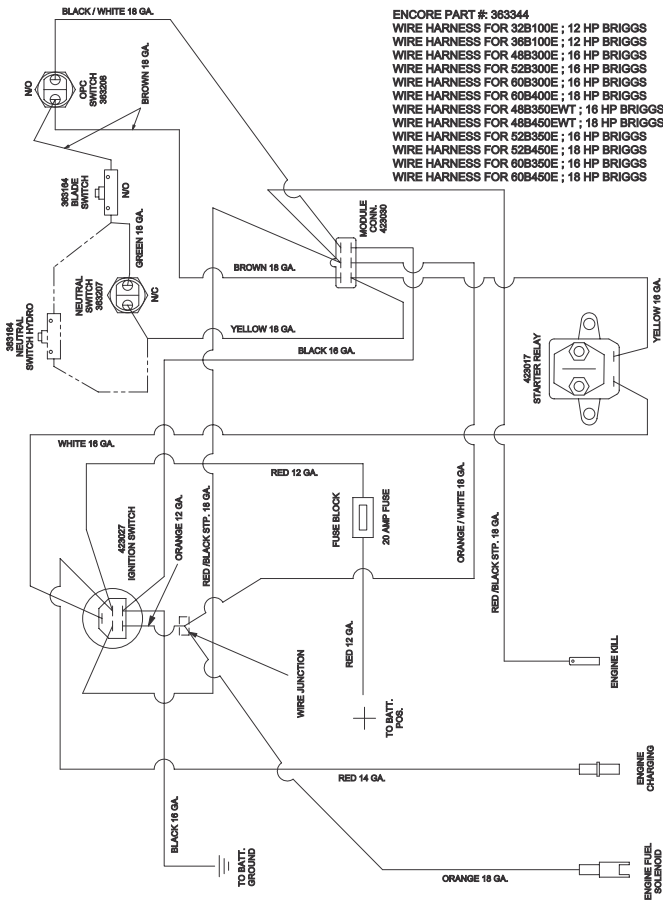 ENCORE PART #: 363344
WIRE HARNESS FOR 32B100E ; 12 HP BRIGGS
WIRE HARNESS FOR 36B100E ; 12 HP BRIGGS
WIRE HARNESS FOR 48B300E ; 16 HP BRIGGS
WIRE HARNESS FOR 52B300E ; 16 HP BRIGGS
WIRE HARNESS FOR 60B300E ; 16 HP BRIGGS
WIRE HARNESS FOR 60B400E ; 18 HP BRIGGS
WIRE HARNESS FOR 48B350EWT ; 16 HP BRIGGS
WIRE HARNESS FOR 48B450EWT ; 18 HP BRIGGS
WIRE HARNESS FOR 52B350E ; 16 HP BRIGGS
WIRE HARNESS FOR 52B450E ; 18 HP BRIGGS
WIRE HARNESS FOR 60B350E ; 16 HP BRIGGS
WIRE HARNESS FOR 60B450E ; 18 HP BRIGGS
BLACK / WHITE 18 GA.
N/O
OPC
SWITCH
363208
BROWN 18 GA.
363164
BLADE
SWITCH
N/O
GREEN 18 GA.
MODULE
CONN.
423030
NEUTRAL
SWITCH
363207
N/C
BROWN 18 GA.
363164
NEUTRAL
SWITCH HYDRO
YELLOW 18 GA.
BLACK 16 GA.
YELLOW 16 GA.
423017
STARTER RELAY
WHITE 16 GA.
RED 12 GA.
423027
IGNITION SWITCH
ORANGE 12 GA.
RED /BLACK STP. 18 GA.
FUSE BLOCK
20 AMP FUSE
ORANGE / WHITE 18 GA.
RED /BLACK STP. 18 GA.
WIRE JUNCTION
RED 12 GA.
TO BATT.
POS.
ENGINE KILL
RED 14 GA.
ENGINE
CHARGING
BLACK 16 GA.
TO BATT.
GROUND
ORANGE 18 GA.
ENGINE FUEL
SOLENOID